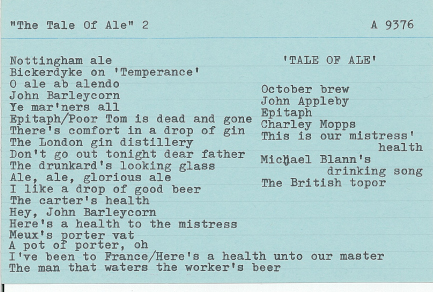 "The Tale Of Ale" 2
A 9376
Nottingham ale
Bickerdyke on 'Temperance'
O ale ab alendo
John Barleycorn
Ye mar'ners all
Epitaph/Poor Tom is dead and gone
There's comfort in a drop of gin
The London gin distillery
Don't go out tonight dear father
The drunkard's looking glass
Ale, ale, glorious ale
I like a drop of good beer
The carter's health
Hey, John Barleycorn
Here's a health to the mistress
Meux's porter vat
A pot of porter, oh
I've been to France/Here's a health unto our master
The man that waters the worker's beer
'TALE OF ALE'
October brew
John Appleby
Epitaph
Charley Mopps
This is our mistress'
health
Michael Blann's
drinking song
The British topor